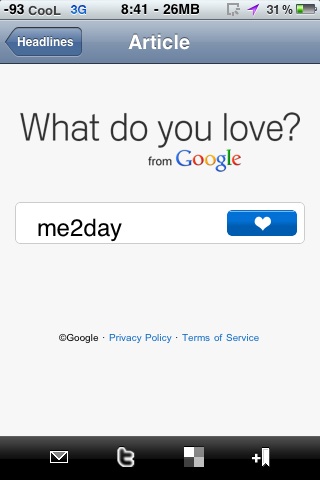 -93 CooL 3G 8:41 - 26MB 31%
Headlines Article
What do you love?
from Google
me2day
©Google · Privacy Policy · Terms of Service